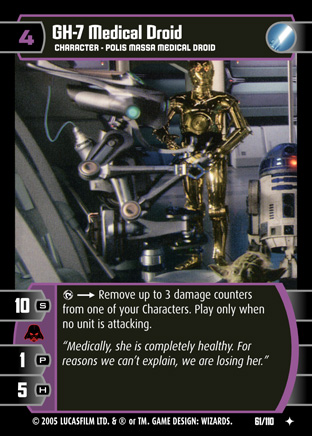 4
GH-7 Medical Droid
CHARACTER • POLIS MASSA MEDICAL DROID
10 S
1 P
5 H
Remove up to 3 damage counters
from one of your Characters. Play only when
no unit is attacking.
“Medically, she is completely healthy. For
reasons we can’t explain, we are losing her.”
© 2005 LUCASFILM LTD. & ® or TM. GAME DESIGN: WIZARDS.
61/110